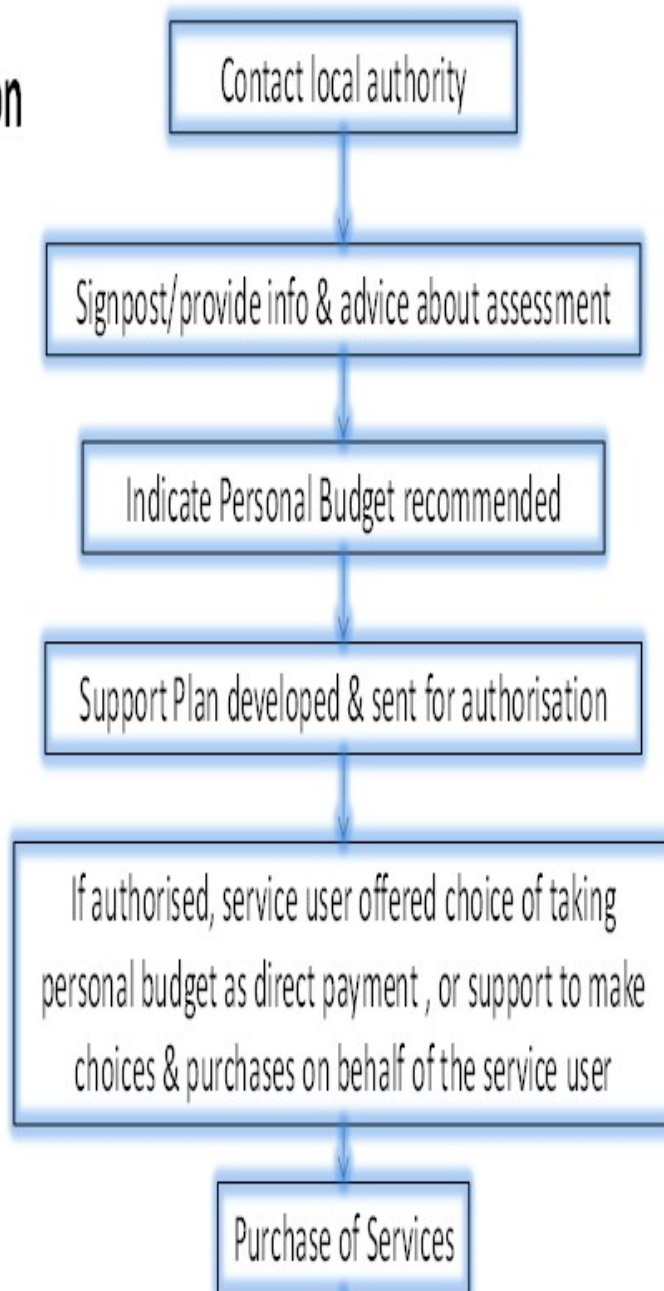 on
Contact local authority
Signpost/provide info & advice about assessment
Indicate Personal Budget recommended
Support Plan developed & sent for authorisation
If authorised, service user offered choice of taking
personal budget as direct payment , or support to make
choices & purchases on behalf of the service user
Purchase of Services